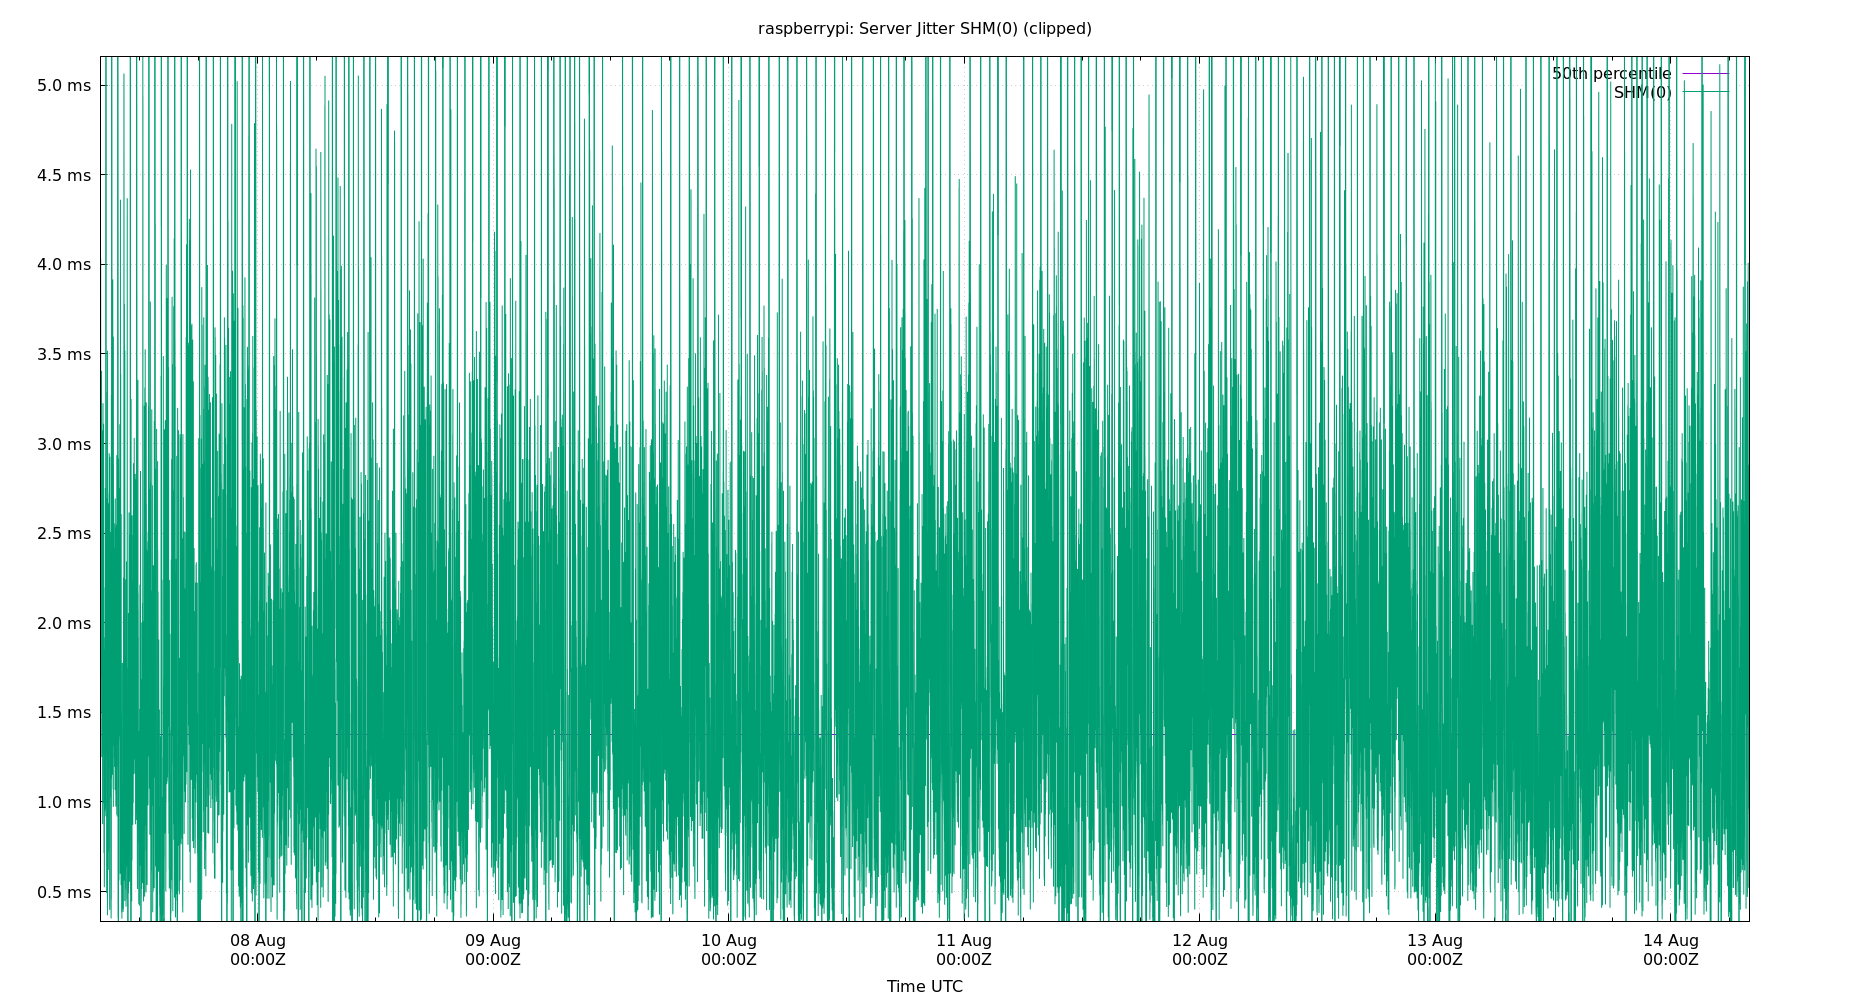 raspberrypi: Server Jitter SHM(0) (clipped)
50th percentile
SHM(0)
5.0 ms
4.5 ms
4.0 ms
3.5 ms
3.0 ms
2.5 ms
2.0 ms
1.5 ms
1.0 ms
0.5 ms
08 Aug 09 Aug 10 Aug 11 Aug 12 Aug 13 Aug 14 Aug
00:00Z 00:00Z 00:00Z 00:00Z 00:00Z 00:00Z 00:00Z
Time UTC